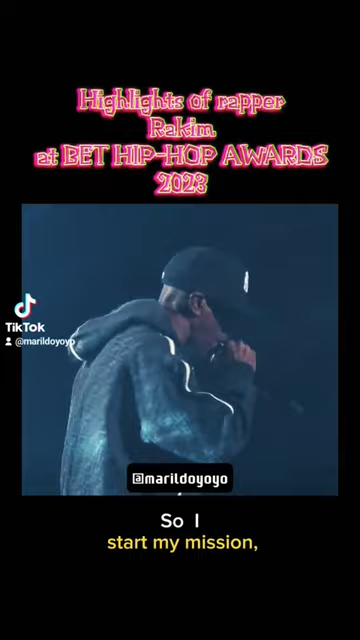 Highlights of rapper
Rakim
at BET HIP-HOP AWARDS
2023
TikTok
@marildoyoyo
@marildoyoyo
So I
start my mission,